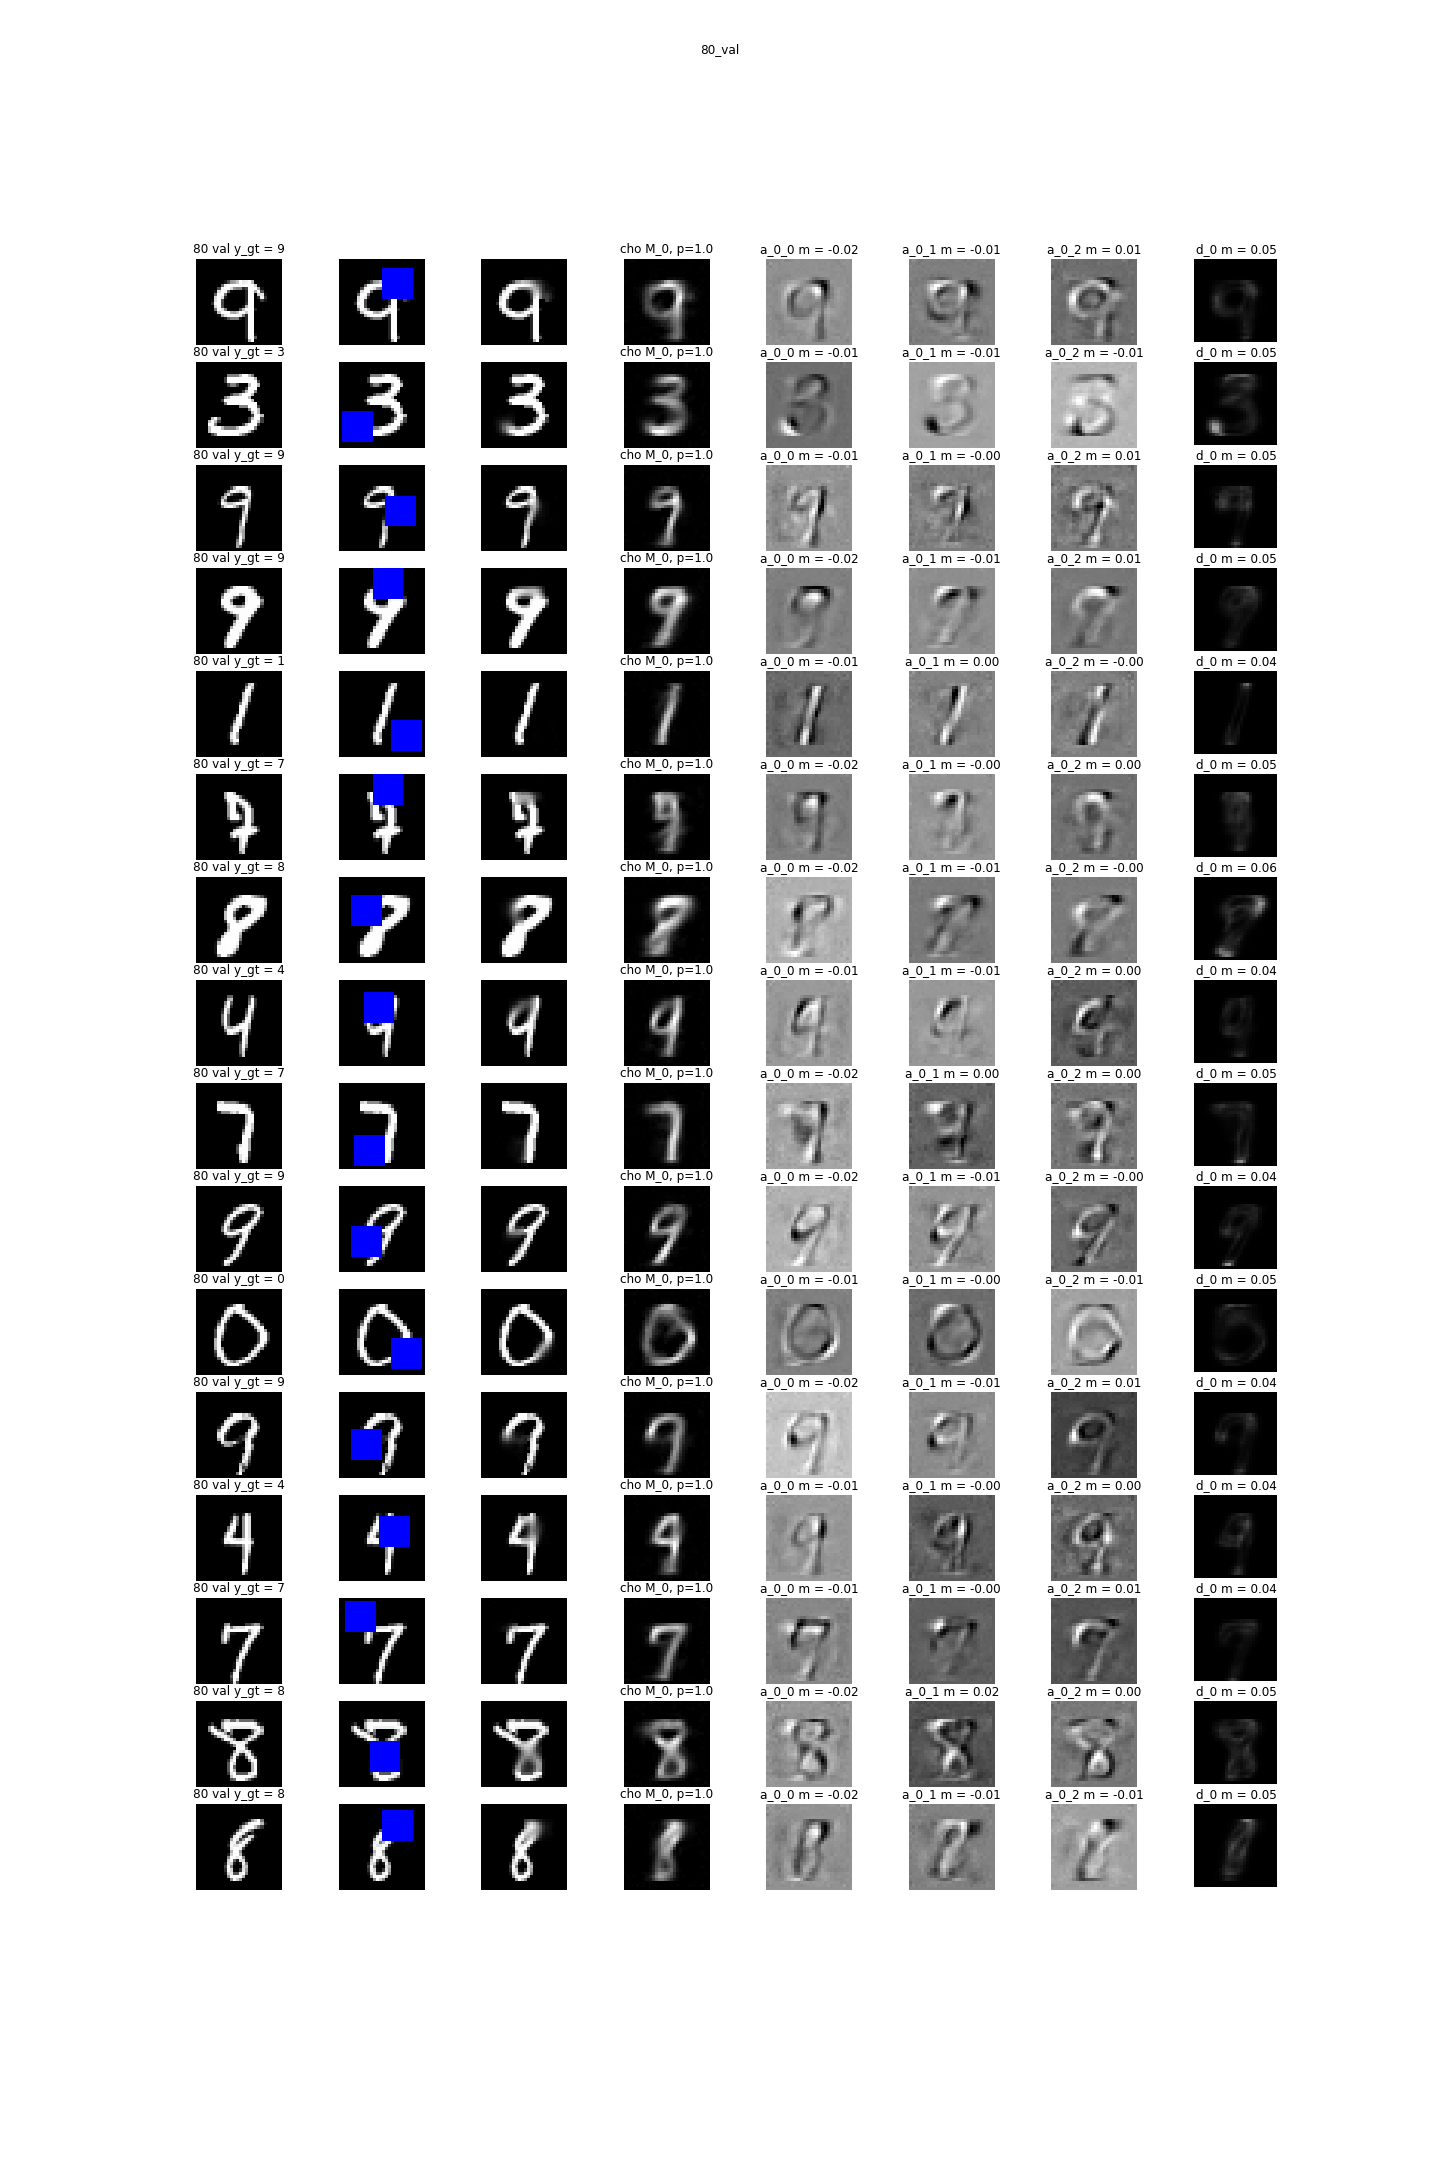 80_val
80 val y_gt = 9 cho M_0, p=1.0 a_0_0 m = -0.02 a_0_1 m = -0.01 a_0_2 m = 0.01 d_0 m = 0.05
80 val y_gt = 3 cho M_0, p=1.0 a_0_0 m = -0.01 a_0_1 m = -0.01 a_0_2 m = -0.01 d_0 m = 0.05
80 val y_gt = 9 cho M_0, p=1.0 a_0_0 m = -0.01 a_0_1 m = -0.00 a_0_2 m = 0.01 d_0 m = 0.05
80 val y_gt = 9 cho M_0, p=1.0 a_0_0 m = -0.02 a_0_1 m = -0.01 a_0_2 m = 0.01 d_0 m = 0.05
80 val y_gt = 1 cho M_0, p=1.0 a_0_0 m = -0.01 a_0_1 m = 0.00 a_0_2 m = -0.00 d_0 m = 0.04
80 val y_gt = 7 cho M_0, p=1.0 a_0_0 m = -0.02 a_0_1 m = -0.00 a_0_2 m = 0.00 d_0 m = 0.05
80 val y_gt = 8 cho M_0, p=1.0 a_0_0 m = -0.02 a_0_1 m = -0.01 a_0_2 m = -0.00 d_0 m = 0.06
80 val y_gt = 4 cho M_0, p=1.0 a_0_0 m = -0.01 a_0_1 m = -0.01 a_0_2 m = 0.00 d_0 m = 0.04
80 val y_gt = 7 cho M_0, p=1.0 a_0_0 m = -0.02 a_0_1 m = 0.00 a_0_2 m = 0.00 d_0 m = 0.05
80 val y_gt = 9 cho M_0, p=1.0 a_0_0 m = -0.02 a_0_1 m = -0.01 a_0_2 m = -0.00 d_0 m = 0.04
80 val y_gt = 0 cho M_0, p=1.0 a_0_0 m = -0.01 a_0_1 m = -0.00 a_0_2 m = -0.01 d_0 m = 0.05
80 val y_gt = 9 cho M_0, p=1.0 a_0_0 m = -0.02 a_0_1 m = -0.01 a_0_2 m = 0.01 d_0 m = 0.04
80 val y_gt = 4 cho M_0, p=1.0 a_0_0 m = -0.01 a_0_1 m = -0.00 a_0_2 m = 0.00 d_0 m = 0.04
80 val y_gt = 7 cho M_0, p=1.0 a_0_0 m = -0.01 a_0_1 m = -0.00 a_0_2 m = 0.01 d_0 m = 0.04
80 val y_gt = 8 cho M_0, p=1.0 a_0_0 m = -0.02 a_0_1 m = 0.02 a_0_2 m = 0.00 d_0 m = 0.05
80 val y_gt = 8 cho M_0, p=1.0 a_0_0 m = -0.02 a_0_1 m = -0.01 a_0_2 m = -0.01 d_0 m = 0.05